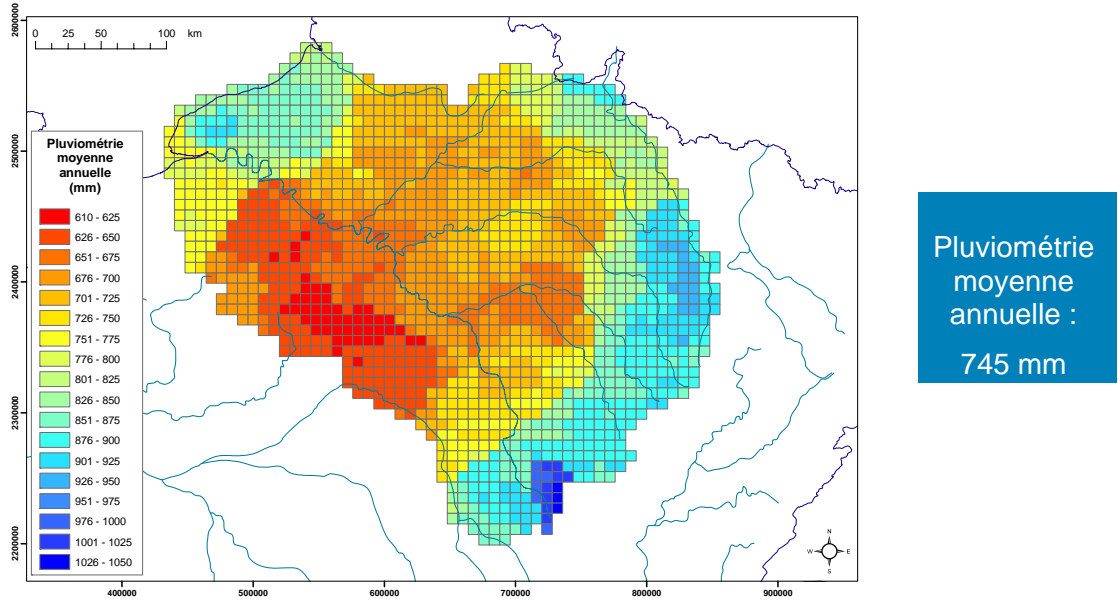 2600000
2500000
2400000
2300000
2200000
0 25 50 100 km
Pluviométrie
moyenne
annuelle
(mm)
610 - 625
626 - 650
651 - 675
676 - 700
701 - 725
726 - 750
751 - 775
776 - 800
801 - 825
826 - 850
851 - 875
876 - 900
901 - 925
926 - 950
951 - 975
976 - 1000
1001 - 1025
1026 - 1050
N
W E
S
400000 500000 600000 700000 800000 900000
Pluviométrie
moyenne
annuelle :
745 mm